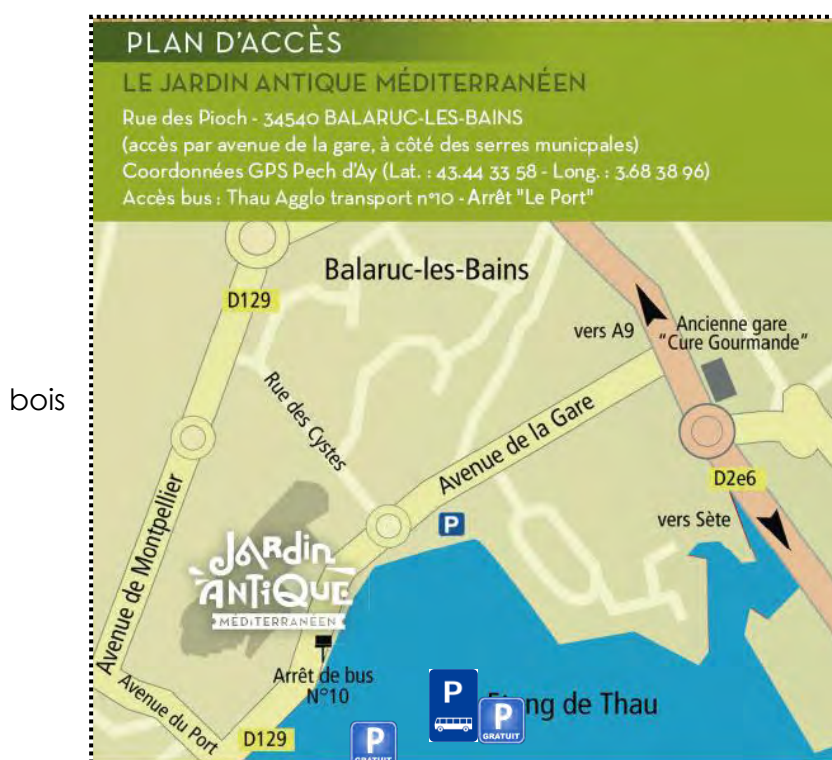 PLAN D'ACCÈS
LE JARDIN ANTIQUE MÉDITERRANÉEN
Rue des Pioch - 34540 BALARUC-LES-BAINS
(accès par avenue de la gare, à côté des serres municpales)
Coordonnées GPS Pech d'Ay (Lat. : 43.44 33 58 - Long. : 3.68 38 96)
Accès bus : Thau Agglo transport n°10 - Arrêt "Le Port"
Balaruc-les-Bains
D129
vers A9
Ancienne gare
"Cure Gourmande"
bois
Rue des Cystes
Avenue de la Gare
D2e6
Avenue de Montpellier
P
vers Sète
JARDIN
ANTIQUE
MÉDITERRANÉEN
Arrêt de bus
N°10
Avenue du Port
D129
P
ng de Thau
P
GRATUIT
P
GRATUIT